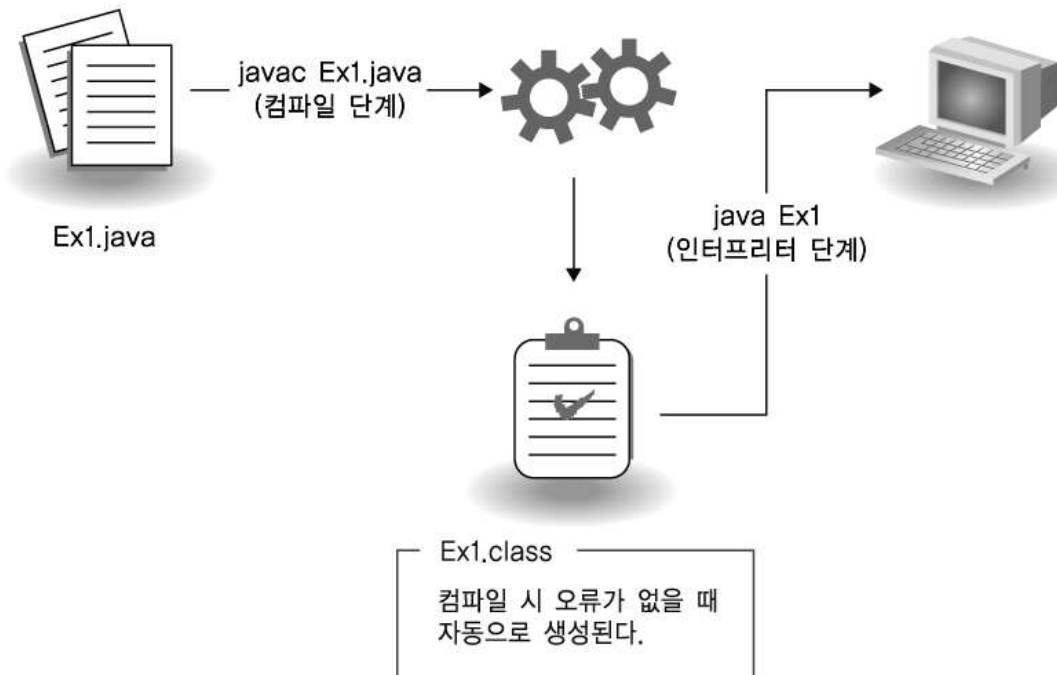 javac Ex1.java
(컴파일 단계)
Ex1.java
java Ex1
(인터프리터 단계)
Ex1.class
컴파일 시 오류가 없을 때
자동으로 생성된다.